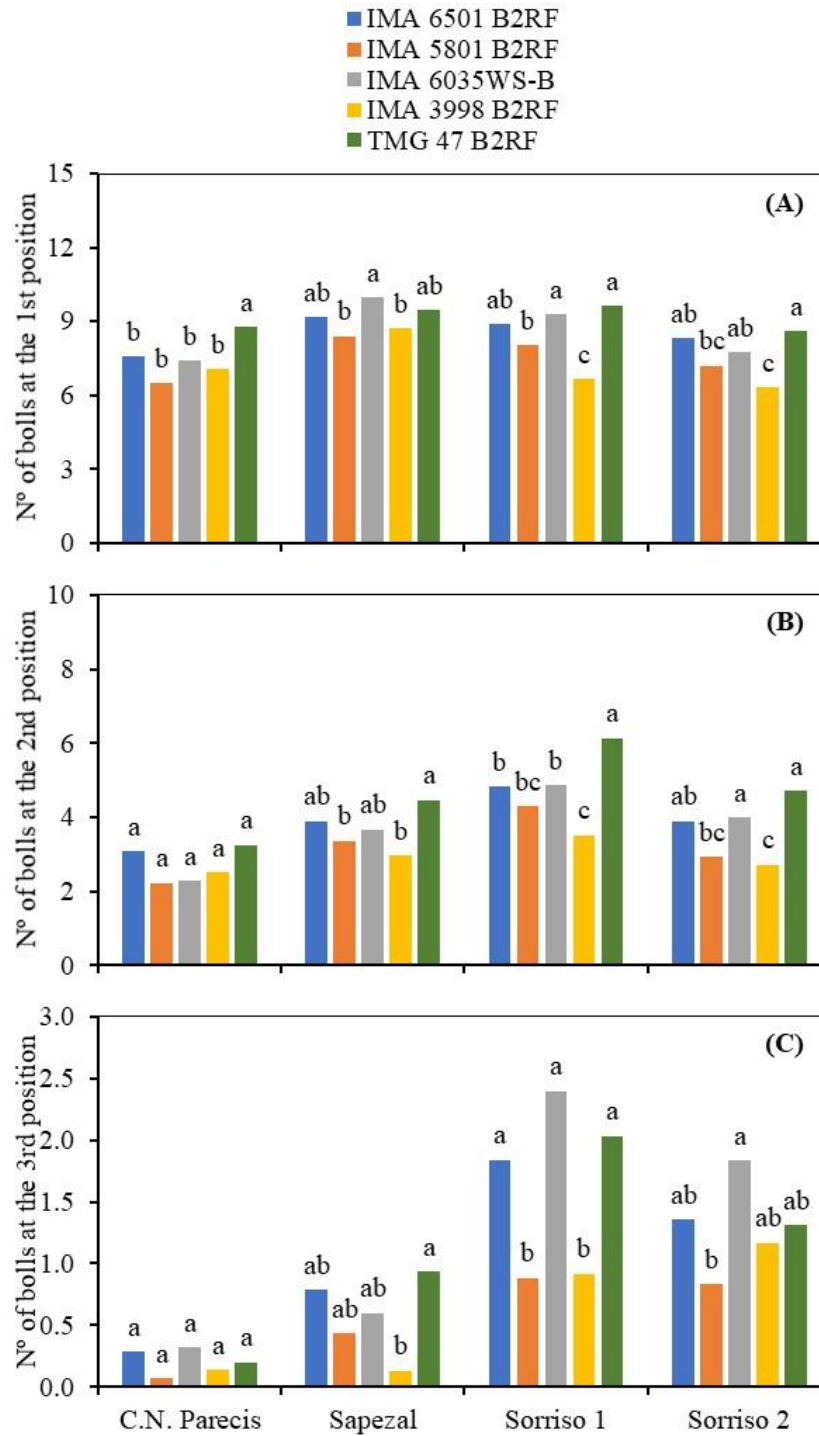 IMA 6501 B2RF
IMA 5801 B2RF
IMA 6035WS-B
IMA 3998 B2RF
TMG 47 B2RF
(A)
Nº of bolls at the 1st position
15
12
9
6
3
0
b b b b a
ab b a b ab
ab b a c a
ab bc ab c a
(B)
Nº of bolls at the 2nd position
10
8
6
4
2
0
a a a a a
ab b ab b a
b bc b c a
ab bc a c a
(C)
Nº of bolls at the 3rd position
3.0
2.5
2.0
1.5
1.0
0.5
0.0
a a a a a
ab ab ab b a
a b a b a
ab b a ab ab
C.N. Parecis Sapezal Sorriso 1 Sorriso 2